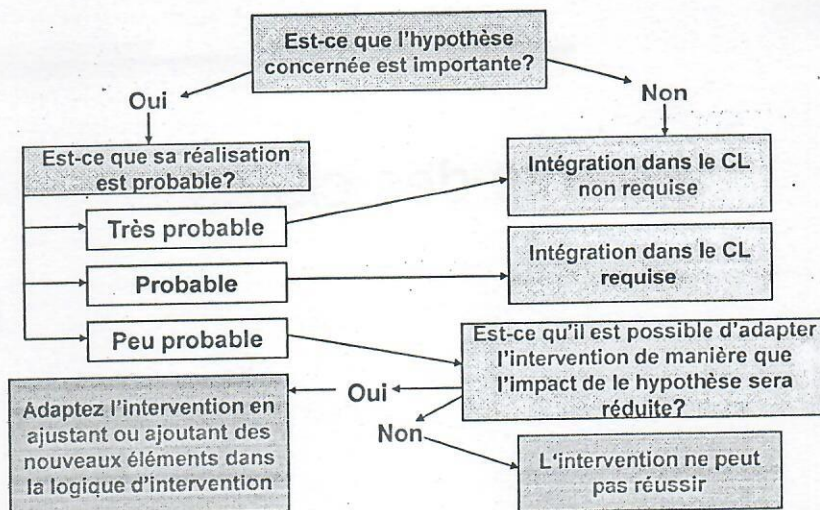 Est-ce que l'hypothèse
concernée est importante?
Oui
Non
Est-ce que sa réalisation
est probable?
Intégration dans le CL
non requise
Très probable
Intégration dans le CL
requise
Probable
Peu probable
Est-ce qu'il est possible d'adapter
l'intervention de manière que
l'impact de le hypothèse sera
réduite?
Oui
Non
Adaptez l'intervention en
ajustant ou ajoutant des
nouveaux éléments dans
la logique d'intervention
L'intervention ne peut
pas réussir